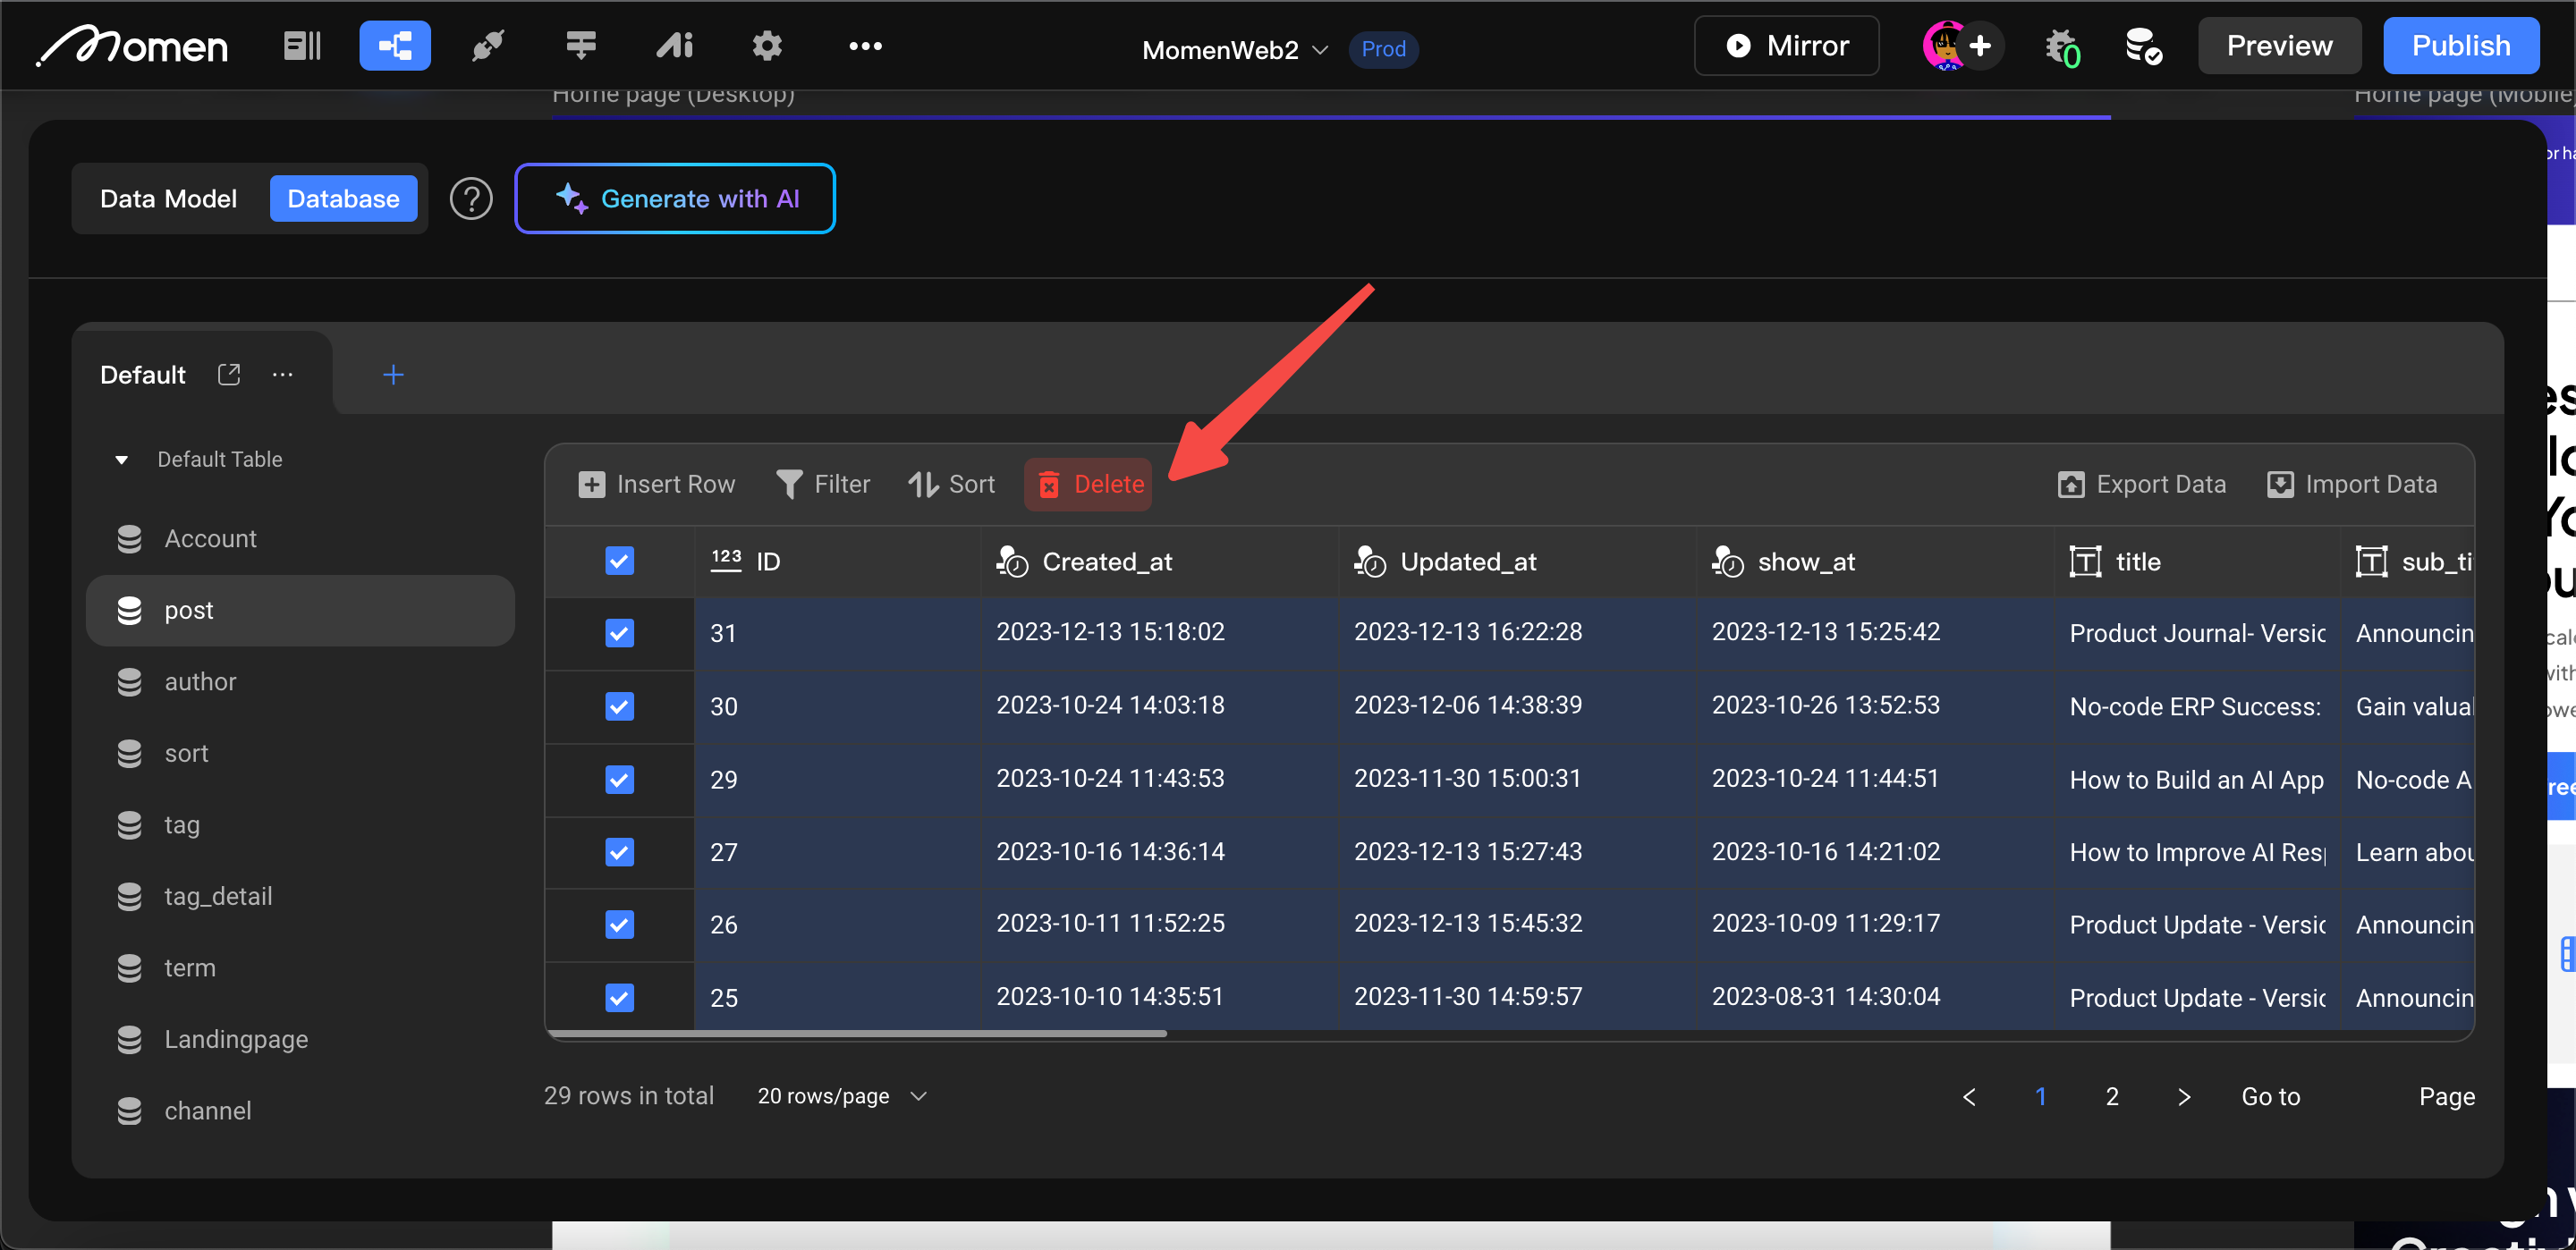 Momen
MomenWeb2
Prod
Mirror
0
Preview
Publish
Home page (Desktop)
Home page (Mobile)
Data Model
Database
?
Generate with AI
Default
Default Table
Account
post
author
sort
tag
tag_detail
term
Landingpage
channel
Insert Row
Filter
Sort
Delete
Export Data
Import Data
123 ID Created_at Updated_at show_at title sub_ti
31 2023-12-13 15:18:02 2023-12-13 16:22:28 2023-12-13 15:25:42 Product Journal- Versic Announcin
30 2023-10-24 14:03:18 2023-12-06 14:38:39 2023-10-26 13:52:53 No-code ERP Success: Gain valua
29 2023-10-24 11:43:53 2023-11-30 15:00:31 2023-10-24 11:44:51 How to Build an AI App No-code A
27 2023-10-16 14:36:14 2023-12-13 15:27:43 2023-10-16 14:21:02 How to Improve AI Resp Learn abou
26 2023-10-11 11:52:25 2023-12-13 15:45:32 2023-10-09 11:29:17 Product Update - Versic Announcin
25 2023-10-10 14:35:51 2023-11-30 14:59:57 2023-08-31 14:30:04 Product Update - Versic Announcin
29 rows in total
20 rows/page
< 1 2 > Go to Page